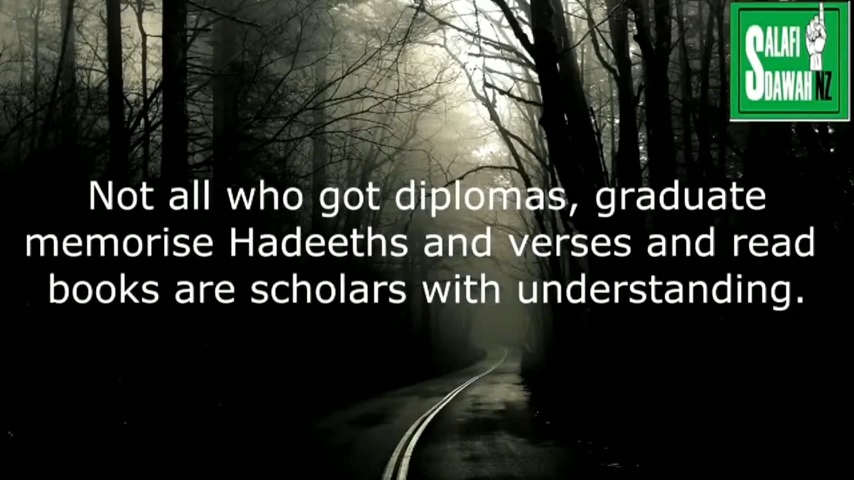 SALAFI
DAWAH NZ
Not all who got diplomas, graduate
memorise Hadeeths and verses and read
books are scholars with understanding.